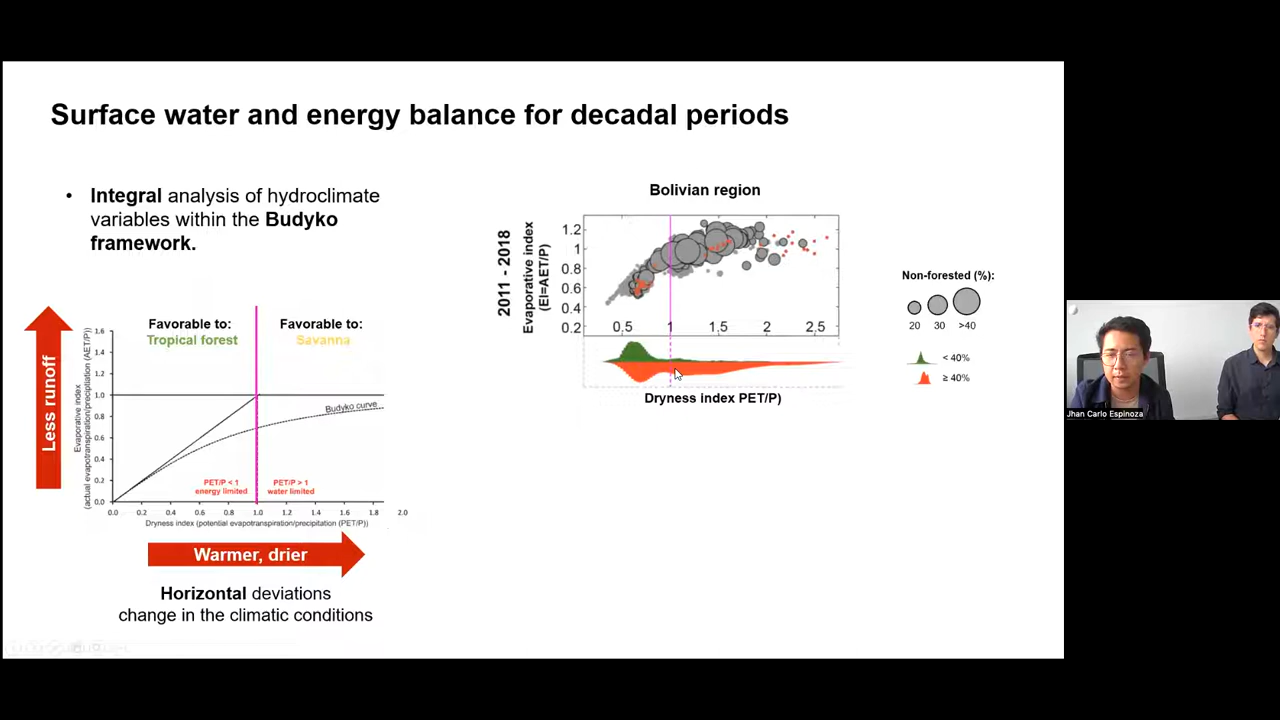 Surface water and energy balance for decadal periods
• Integral analysis of hydroclimate
variables within the Budyko
framework.
Less runoff
Favorable to:
Tropical forest
Favorable to:
Savanna
Evaporative index
(actual evapotranspiration/precipitation (AET/P))
1.6
1.4
1.2
1.0
0.8
0.6
0.4
0.2
0.0
Budyko curve
PET/P < 1
energy limited
PET/P > 1
water limited
0.0 0.2 0.4 0.6 0.8 1.0 1.2 1.4 1.6 2.0
Dryness index (potential evapotranspiration/precipitation (PET/P))
Warmer, drier
Horizontal deviations
change in the climatic conditions
Bolivian region
2011 - 2018
Evaporative index
(EI=AET/P)
1.2
1
0.8
0.6
0.4
0.2
0.5 1 1.5 2 2.5
Dryness index PET/P)
Non-forested (%):
20 30 >40
< 40%
≥ 40%
Jhan Carlo Espinoza